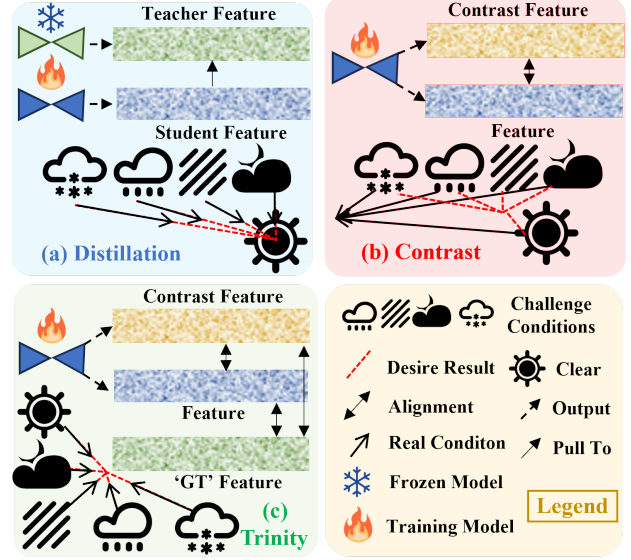 Teacher Feature
Student Feature
(a) Distillation
Contrast Feature
Feature
(b) Contrast
Contrast Feature
Feature
'GT' Feature
(c)
Trinity
Challenge
Conditions
Desire Result
Clear
Alignment
Output
Real Conditon
Pull To
Frozen Model
Training Model
Legend